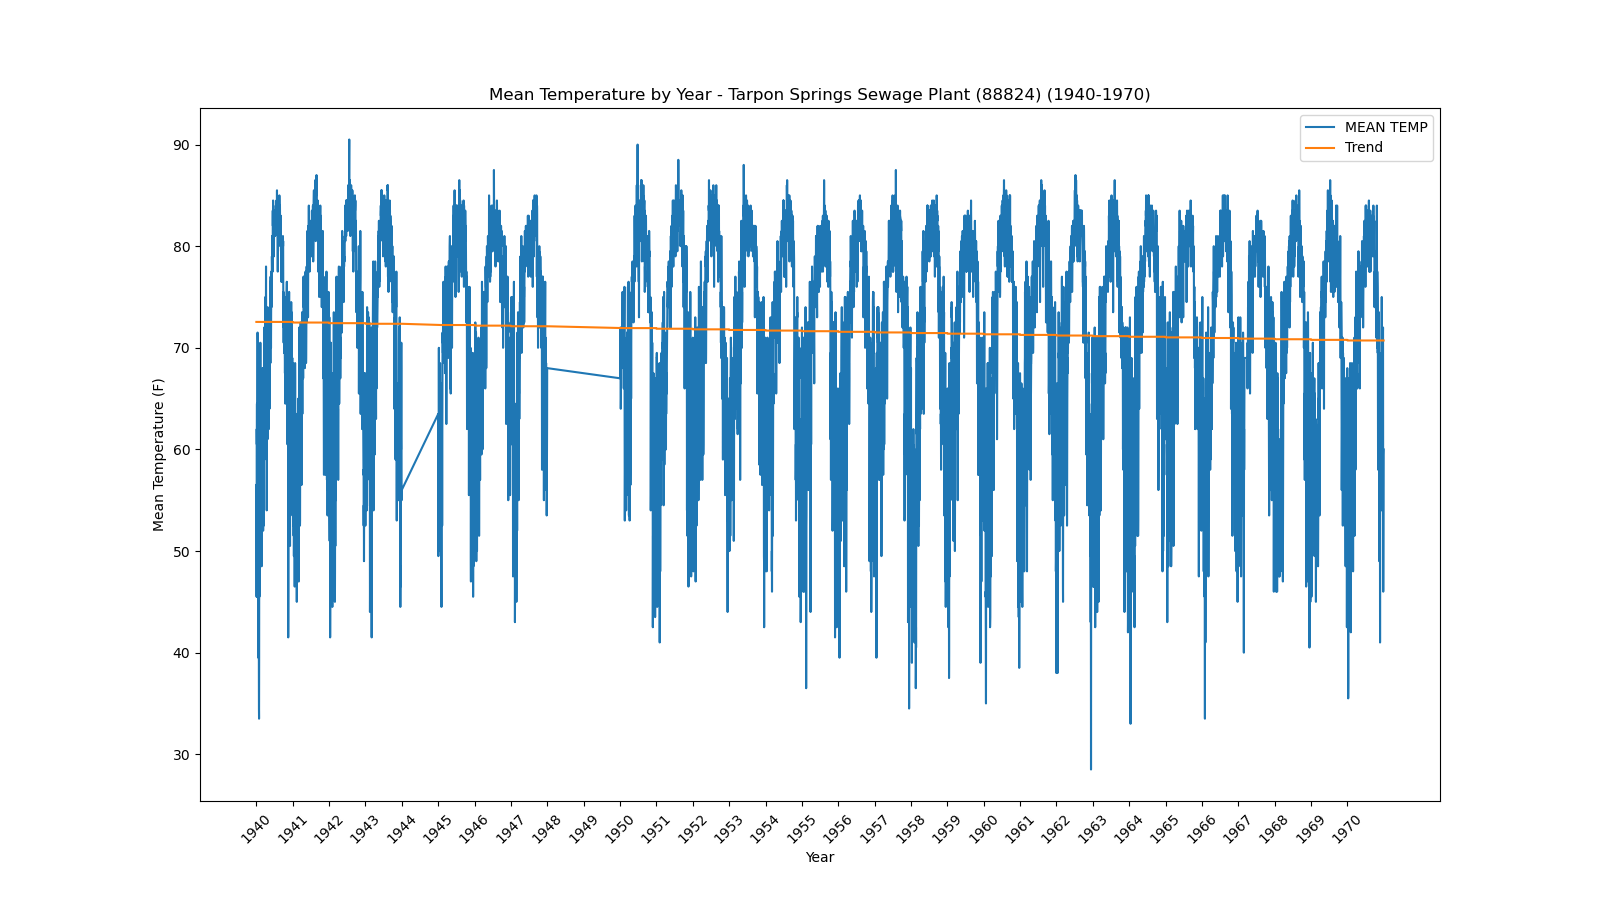 Mean Temperature by Year - Tarpon Springs Sewage Plant (88824) (1940-1970)
MEAN TEMP
Trend
90
80
70
60
50
40
30
Mean Temperature (F)
1940 1941 1942 1943 1944 1945 1946 1947 1948 1949 1950 1951 1952 1953 1954 1955 1956 1957 1958 1959 1960 1961 1962 1963 1964 1965 1966 1967 1968 1969 1970
Year